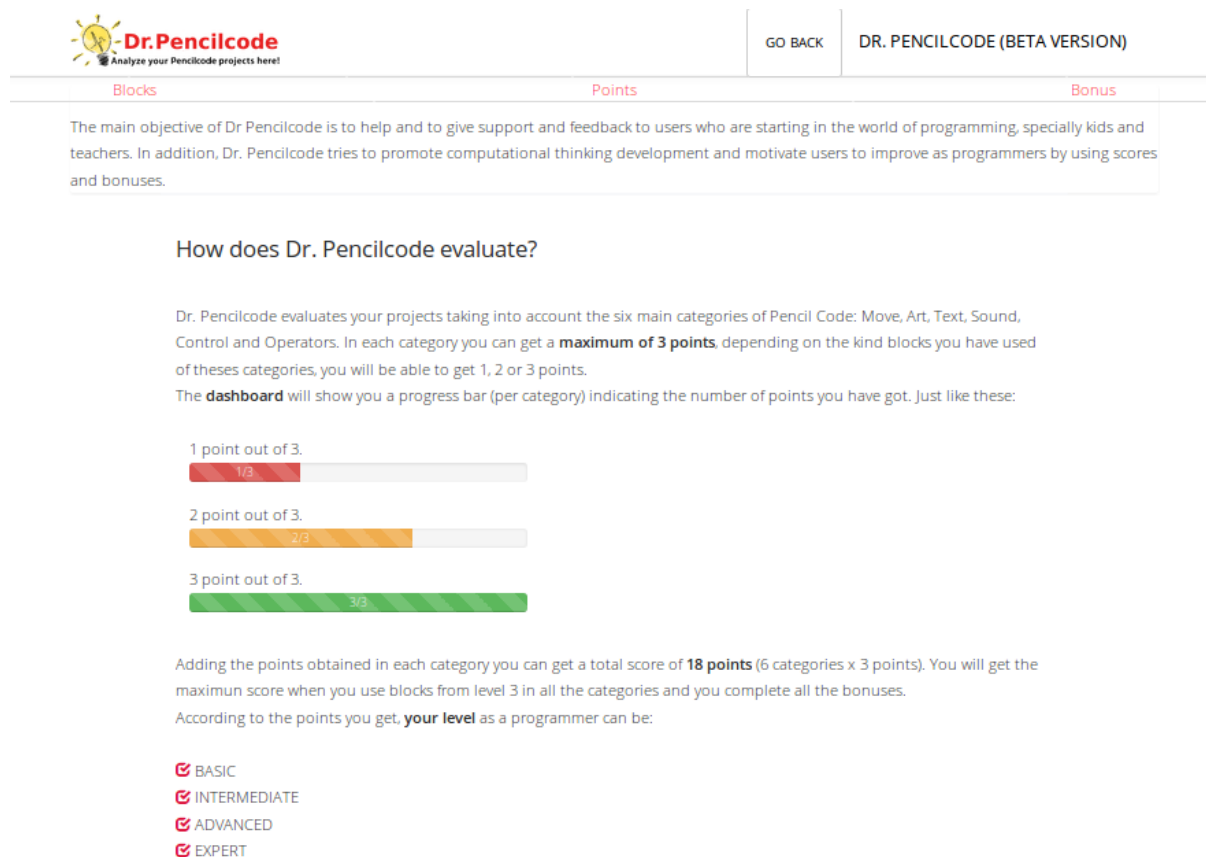 Dr.Pencilcode
Analyze your Pencilcode projects here!
GO BACK
DR. PENCILCODE (BETA VERSION)
Blocks
Points
Bonus
The main objective of Dr Pencilcode is to help and to give support and feedback to users who are starting in the world of programming, specially kids and
teachers. In addition, Dr. Pencilcode tries to promote computational thinking development and motivate users to improve as programmers by using scores
and bonuses.
How does Dr. Pencilcode evaluate?
Dr. Pencilcode evaluates your projects taking into account the six main categories of Pencil Code: Move, Art, Text, Sound,
Control and Operators. In each category you can get a maximum of 3 points, depending on the kind blocks you have used
of theses categories, you will be able to get 1, 2 or 3 points.
The dashboard will show you a progress bar (per category) indicating the number of points you have got. Just like these:
1 point out of 3.
1/3
2 point out of 3.
2/3
3 point out of 3.
3/3
Adding the points obtained in each category you can get a total score of 18 points (6 categories x 3 points). You will get the
maximun score when you use blocks from level 3 in all the categories and you complete all the bonuses.
According to the points you get, your level as a programmer can be:
BASIC
INTERMEDIATE
ADVANCED
EXPERT